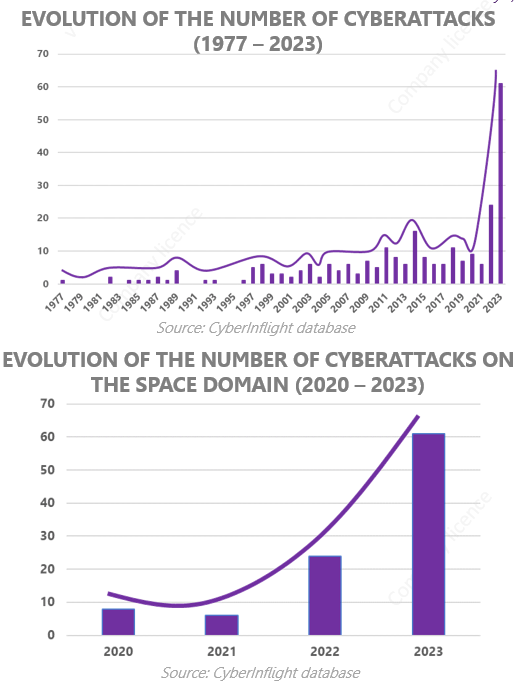 EVOLUTION OF THE NUMBER OF CYBERATTACKS
(1977 – 2023)
70
60
50
40
30
20
10
0
1977 1979 1981 1983 1985 1987 1989 1991 1993 1995 1997 1999 2001 2003 2005 2007 2009 2011 2013 2015 2017 2019 2021 2023
Source: CyberInflight database
EVOLUTION OF THE NUMBER OF CYBERATTACKS ON
THE SPACE DOMAIN (2020 – 2023)
70
60
50
40
30
20
10
0
2020 2021 2022 2023
Source: CyberInflight database
Company licence